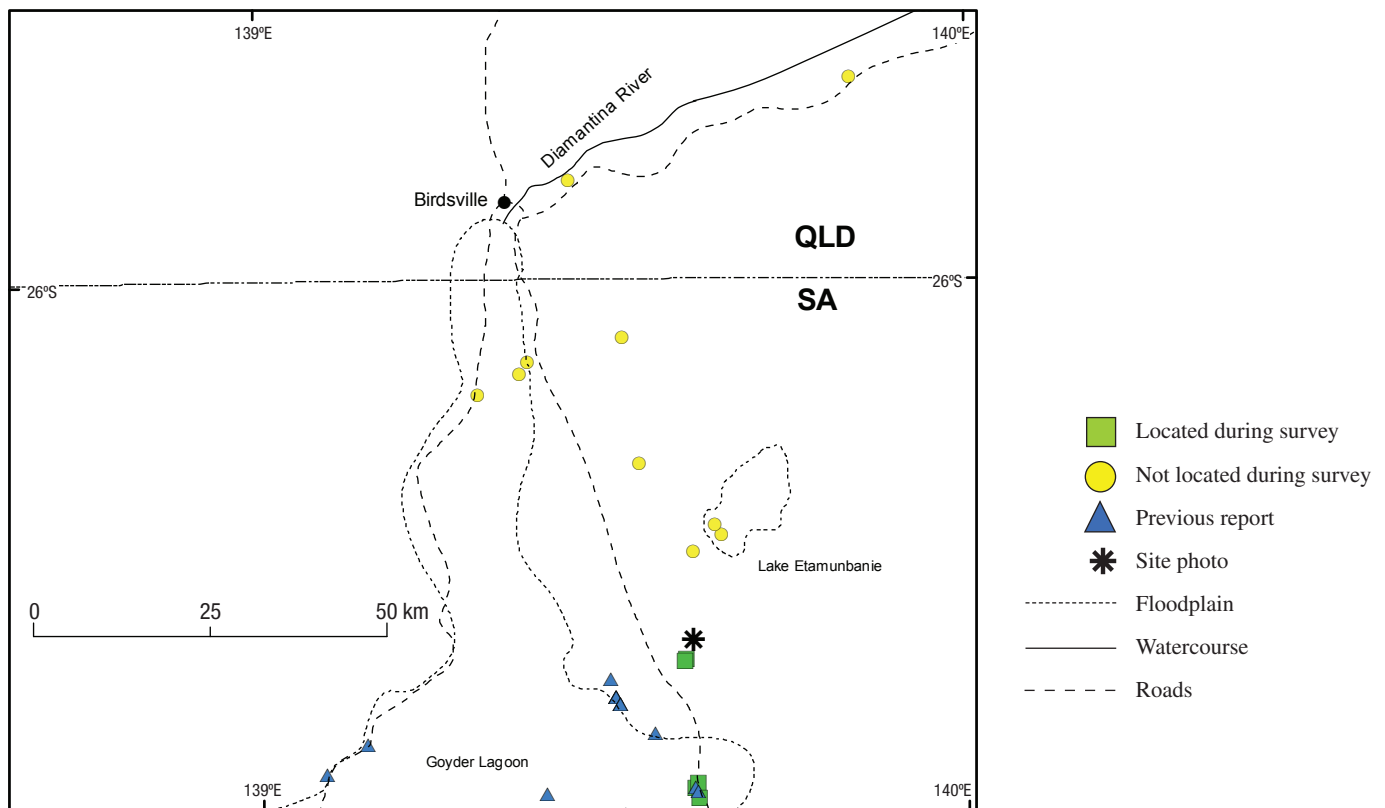 139ºE
140ºE
Diamantina River
Birdsville
QLD
26ºS
26ºS
SA
Lake Etamunbanie
0 25 50 km
Goyder Lagoon
139ºE
140ºE
Located during survey
Not located during survey
Previous report
Site photo
Floodplain
Watercourse
Roads